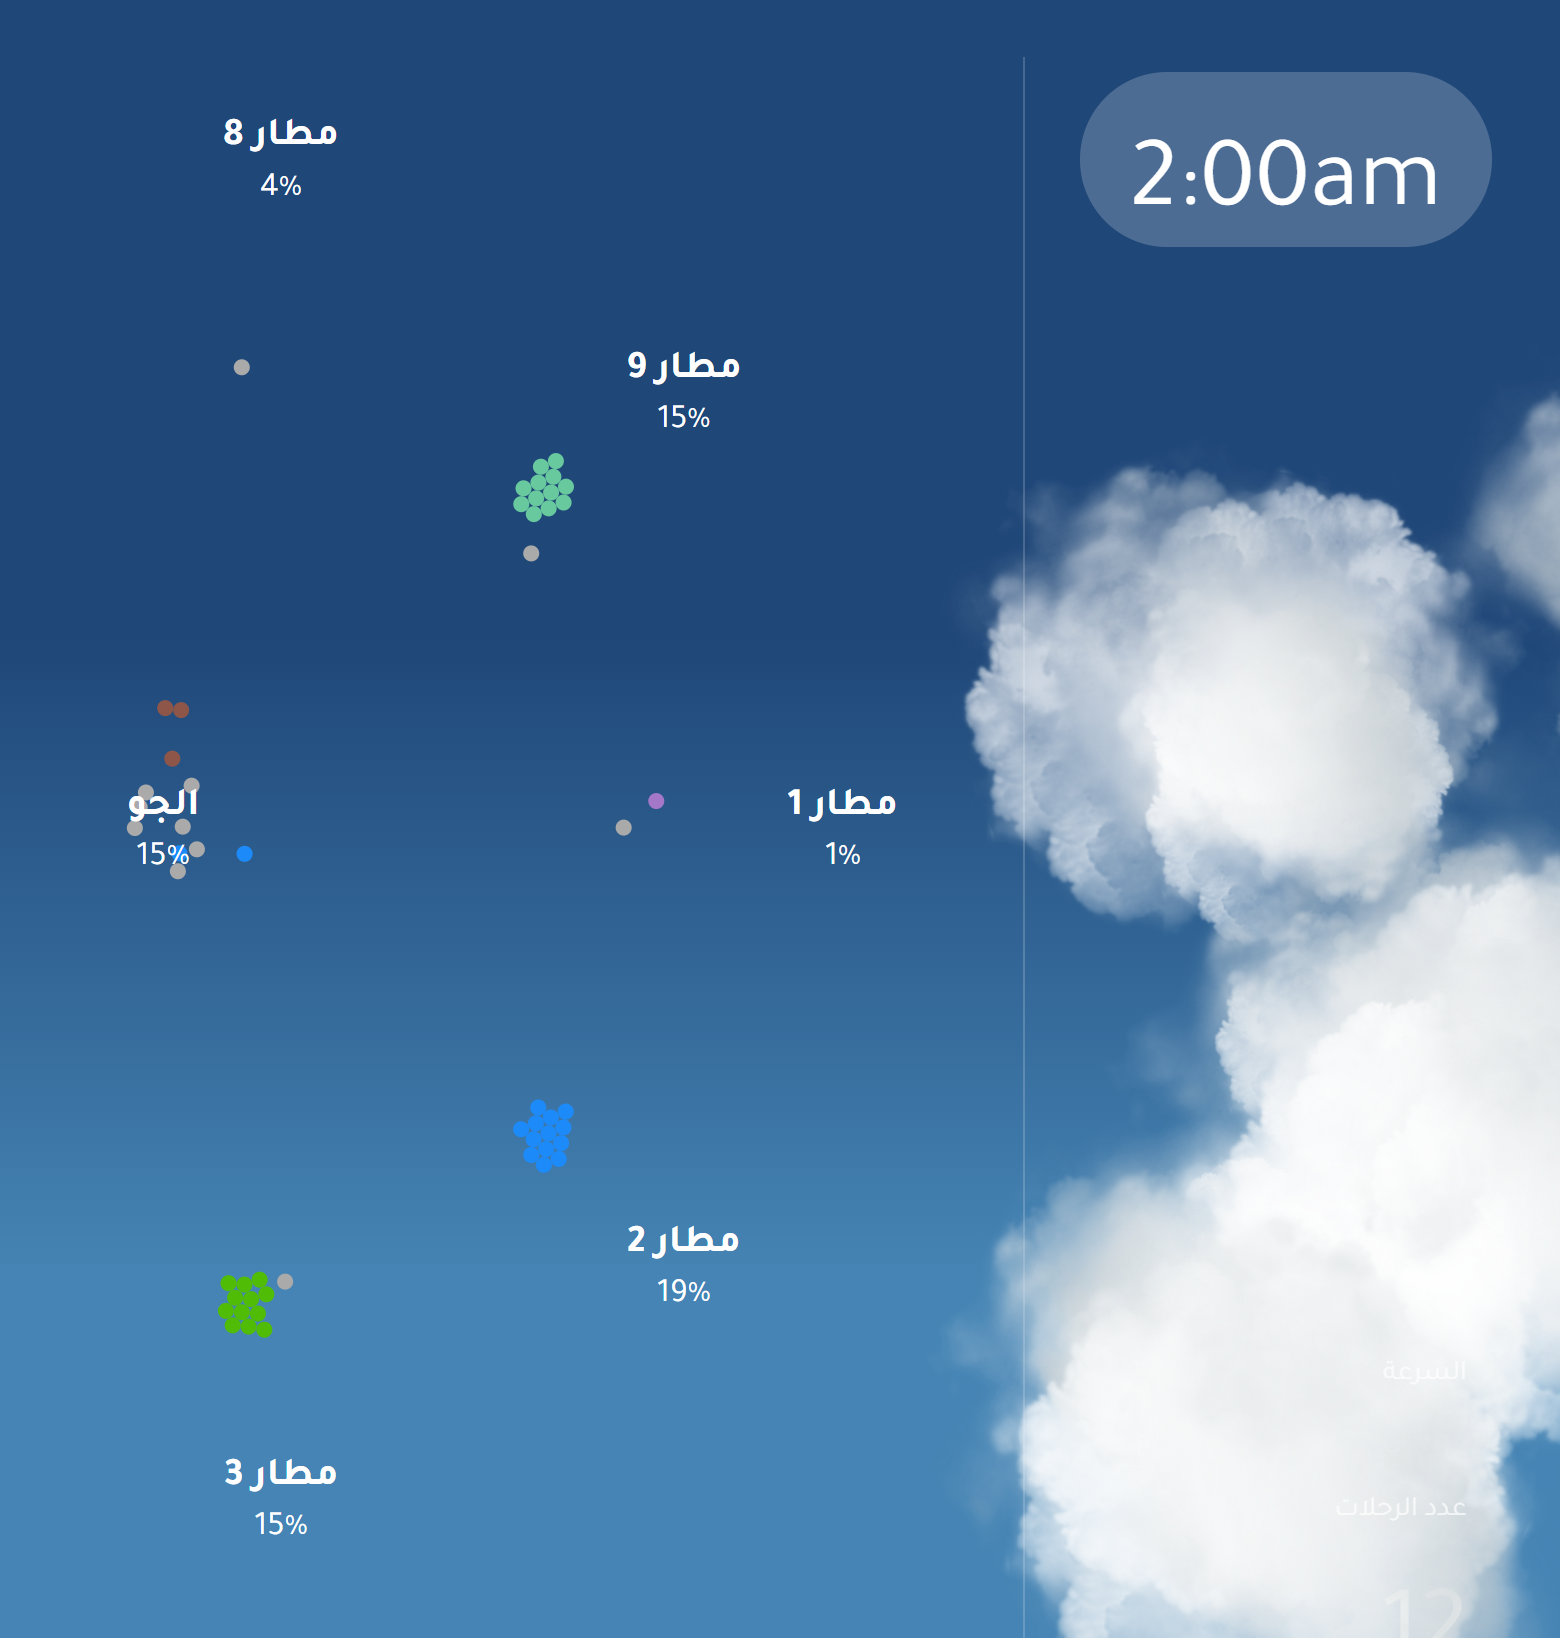 2:00am
مطار 8
4%
مطار 9
15%
الجو
15%
مطار 1
1%
مطار 2
19%
مطار 3
15%
السرعة
عدد الرحلات
12